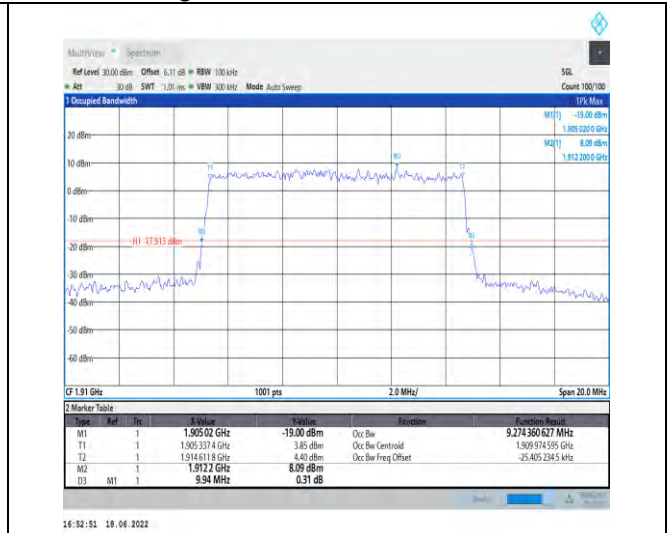 MultiView Spectrum
Ref Level 30.00 dBm Offset 6.11 dB RBW 100 kHz SGL
Att 30 dB SWT 1.01 ms VBW 300 kHz Mode Auto Sweep Count 100/100
1 Occupied Bandwidth 1Pk Max
M1[1] -19.00 dBm
1.905 020 0 GHz
M2[1] 8.09 dBm
1.912 200 0 GHz
20 dBm
10 dBm
T1 M2 T2
0 dBm
-10 dBm
H1 -17.913 dBm
-20 dBm
-30 dBm
-40 dBm
-50 dBm
-60 dBm
CF 1.91 GHz 1001 pts 2.0 MHz/ Span 20.0 MHz
2 Marker Table
Type Ref Trc X-Value Y-Value Function Function Result
M1 1 1.905 02 GHz -19.00 dBm Occ Bw 9.274 360 627 MHz
T1 1 1.905 337 4 GHz 3.85 dBm Occ Bw Centroid 1.909 974 595 GHz
T2 1 1.914 611 8 GHz 4.40 dBm Occ Bw Freq Offset -25.405 234 5 kHz
M2 1 1.912 2 GHz 8.09 dBm
D3 M1 1 9.94 MHz 0.31 dB
16:52:51 18.06.2022